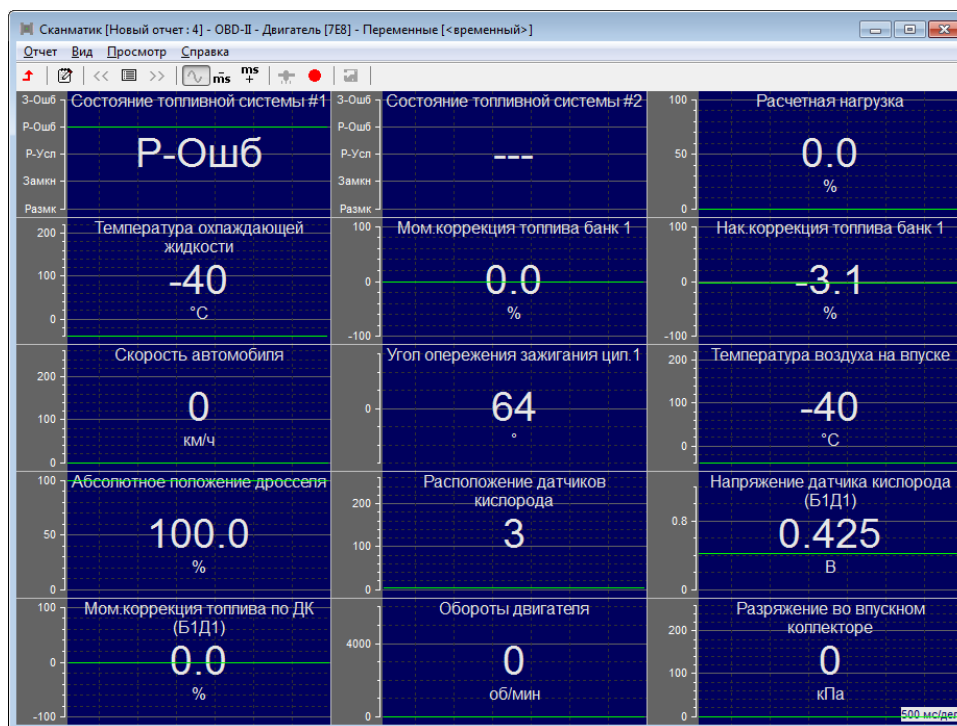 Сканматик [Новый отчет : 4] - OBD-II - Двигатель [7E8] - Переменные [<временный>]
Отчет Вид Просмотр Справка
<< >> ms ms +
З-Ошб Состояние топливной системы #1
Р-Ошб
Р-Усп
Замкн
Размк
Р-Ошб
З-Ошб Состояние топливной системы #2
Р-Ошб
Р-Усп
Замкн
Размк
---
100 Расчетная нагрузка
50
0
0.0
%
200 Температура охлаждающей
жидкости
100
0
-40
°C
100 Мом.коррекция топлива банк 1
0
-100
0.0
%
100 Нак.коррекция топлива банк 1
0
-100
-3.1
%
Скорость автомобиля
200
100
0
0
км/ч
Угол опережения зажигания цил.1
0
64
°
200 Температура воздуха на впуске
100
0
-40
°C
100 Абсолютное положение дросселя
50
0
100.0
%
Расположение датчиков
кислорода
200
100
0
3
Напряжение датчика кислорода
(Б1Д1)
0.8
0
0.425
В
100 Мом.коррекция топлива по ДК
(Б1Д1)
0
-100
0.0
%
Обороты двигателя
4000
0
0
об/мин
Разряжение во впускном
коллекторе
200
100
0
0
кПа
500 мс/дел